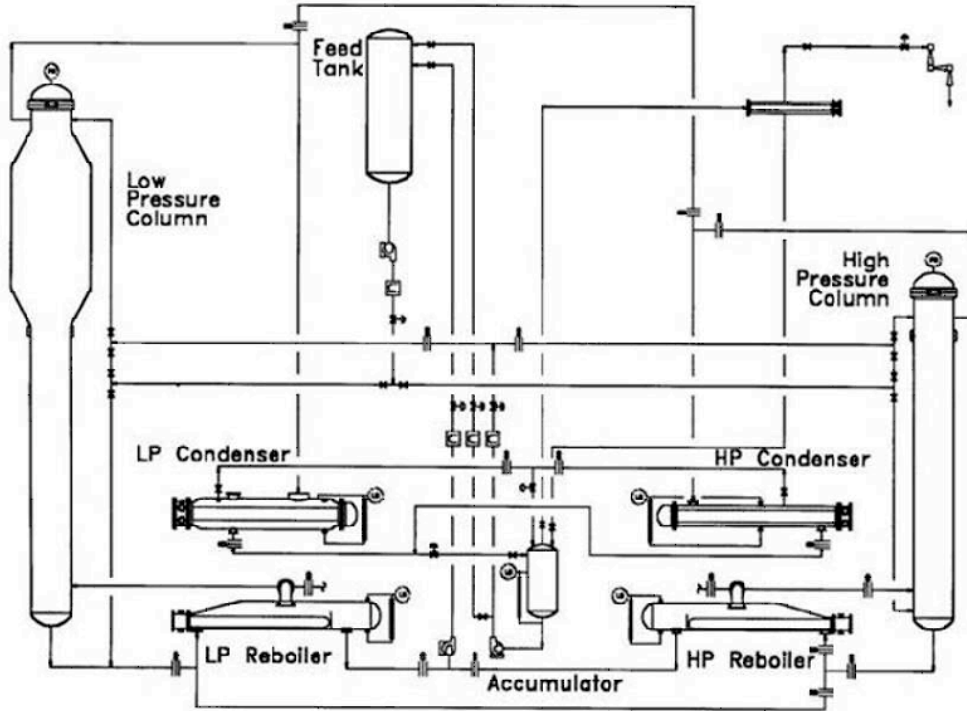 Feed
Tank
Low
Pressure
Column
High
Pressure
Column
LP Condenser
HP Condenser
LP Reboiler
HP Reboiler
Accumulator